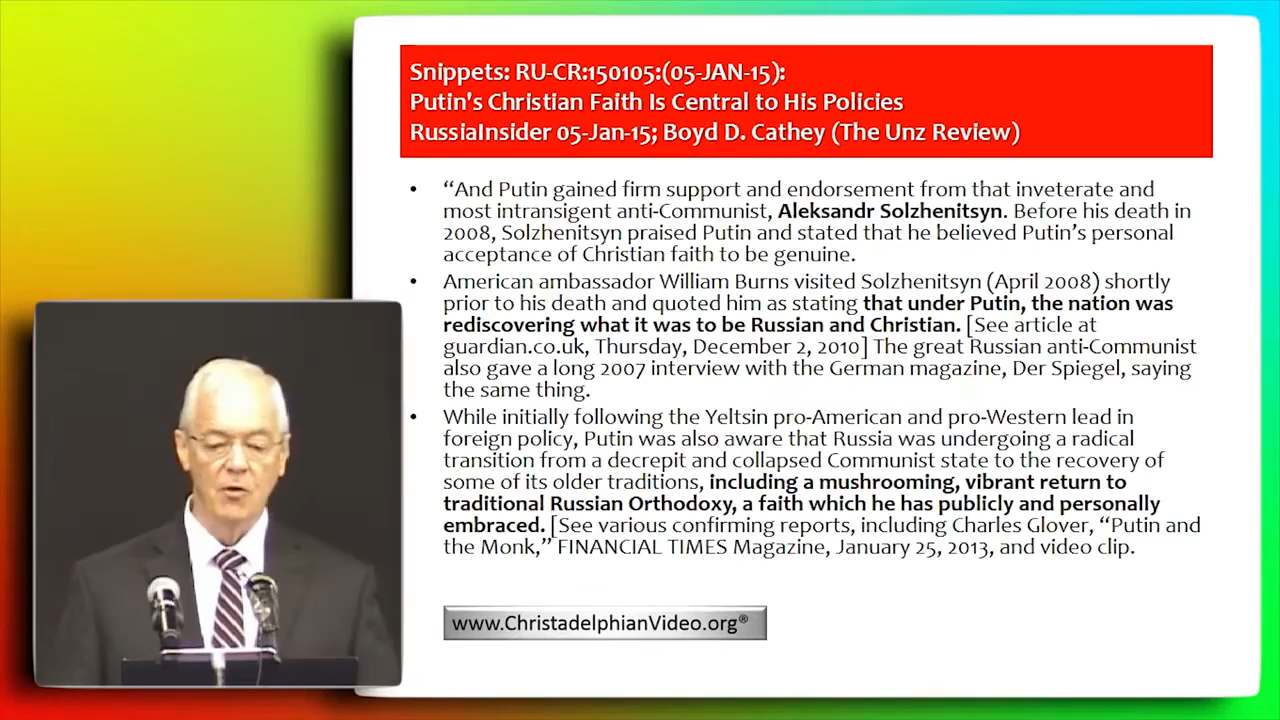 Snippets: RU-CR:150105:(05-JAN-15):
Putin's Christian Faith Is Central to His Policies
RussiaInsider 05-Jan-15; Boyd D. Cathey (The Unz Review)
• “And Putin gained firm support and endorsement from that inveterate and
most intransigent anti-Communist, Aleksandr Solzhenitsyn. Before his death in
2008, Solzhenitsyn praised Putin and stated that he believed Putin’s personal
acceptance of Christian faith to be genuine.
• American ambassador William Burns visited Solzhenitsyn (April 2008) shortly
prior to his death and quoted him as stating that under Putin, the nation was
rediscovering what it was to be Russian and Christian. [See article at
guardian.co.uk, Thursday, December 2, 2010] The great Russian anti-Communist
also gave a long 2007 interview with the German magazine, Der Spiegel, saying
the same thing.
• While initially following the Yeltsin pro-American and pro-Western lead in
foreign policy, Putin was also aware that Russia was undergoing a radical
transition from a decrepit and collapsed Communist state to the recovery of
some of its older traditions, including a mushrooming, vibrant return to
traditional Russian Orthodoxy, a faith which he has publicly and personally
embraced. [See various confirming reports, including Charles Glover, “Putin and
the Monk,” FINANCIAL TIMES Magazine, January 25, 2013, and video clip.
www.ChristadelphianVideo.org®